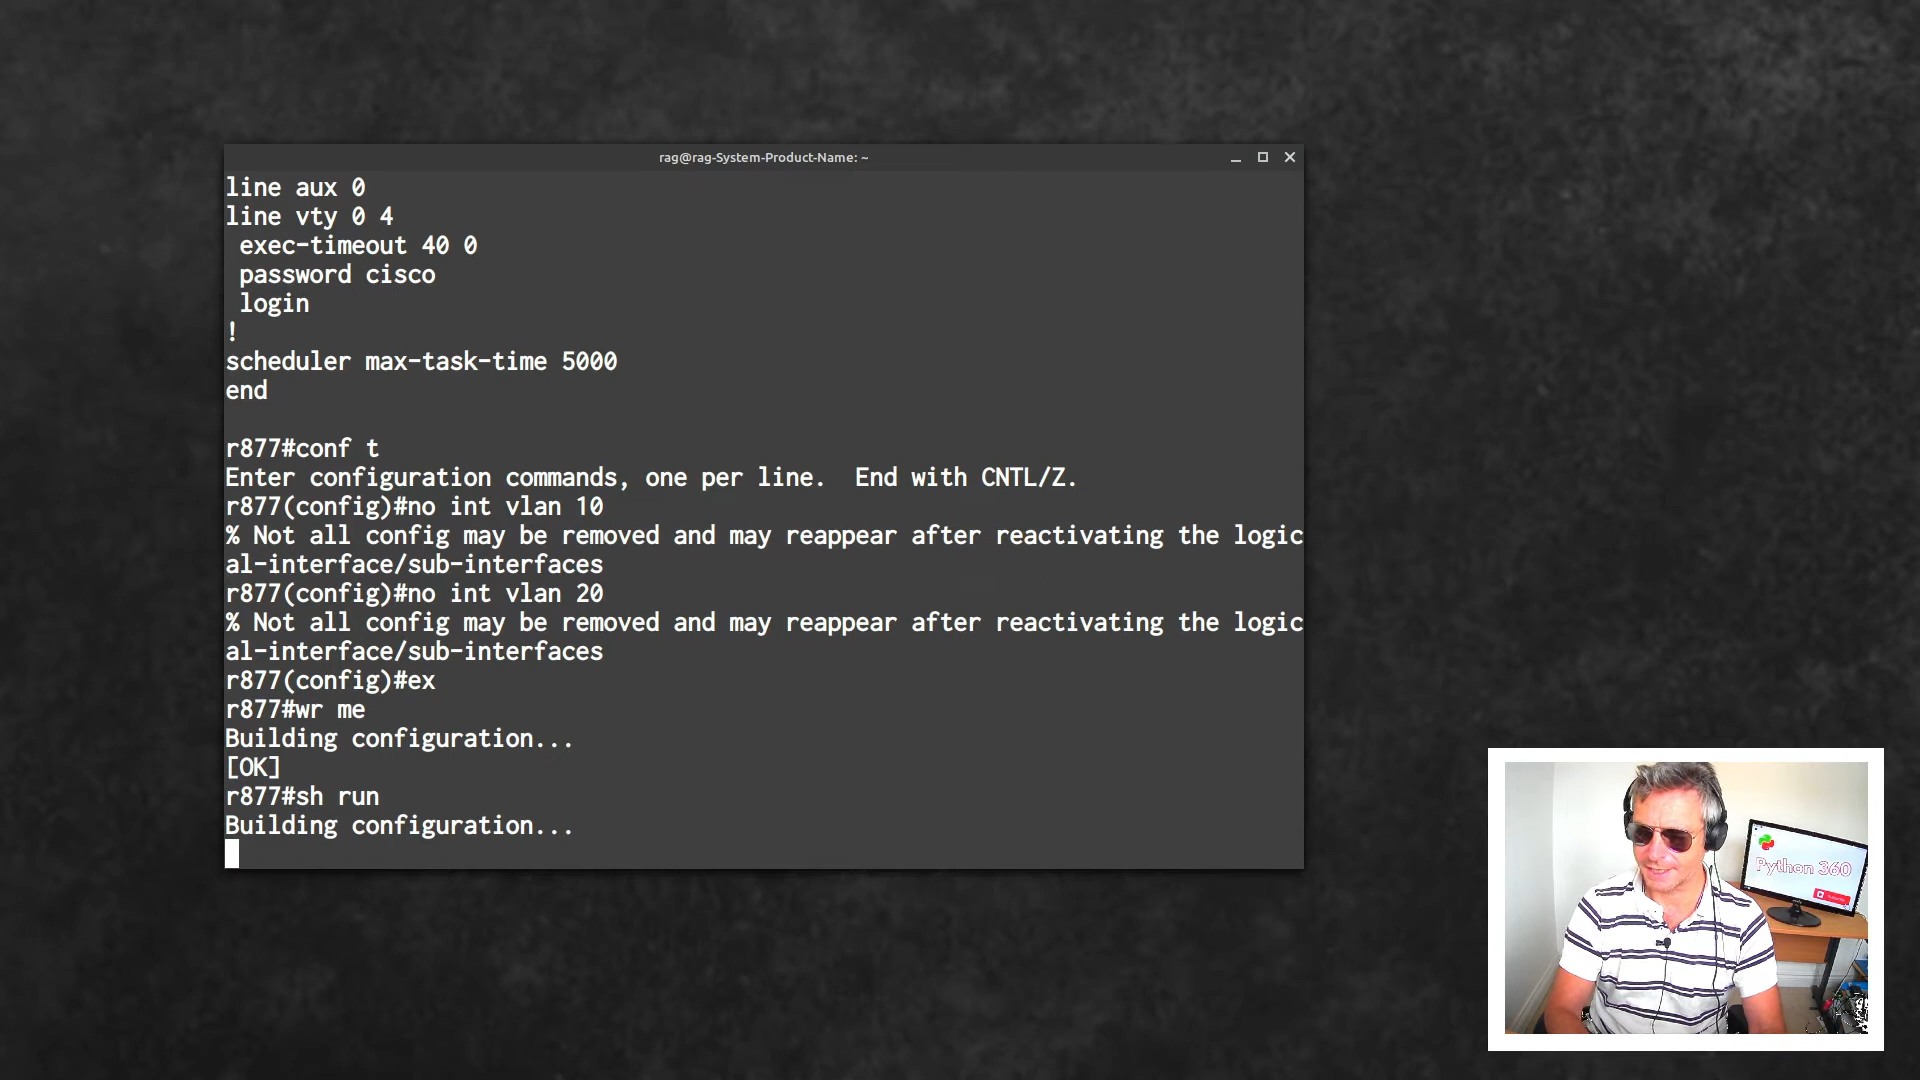 rag@rag-System-Product-Name: ~
line aux 0
line vty 0 4
exec-timeout 40 0
password cisco
login
!
scheduler max-task-time 5000
end
r877#conf t
Enter configuration commands, one per line.  End with CNTL/Z.
r877(config)#no int vlan 10
% Not all config may be removed and may reappear after reactivating the logic
al-interface/sub-interfaces
r877(config)#no int vlan 20
% Not all config may be removed and may reappear after reactivating the logic
al-interface/sub-interfaces
r877(config)#ex
r877#wr me
Building configuration...
[OK]
r877#sh run
Building configuration...
Python 360